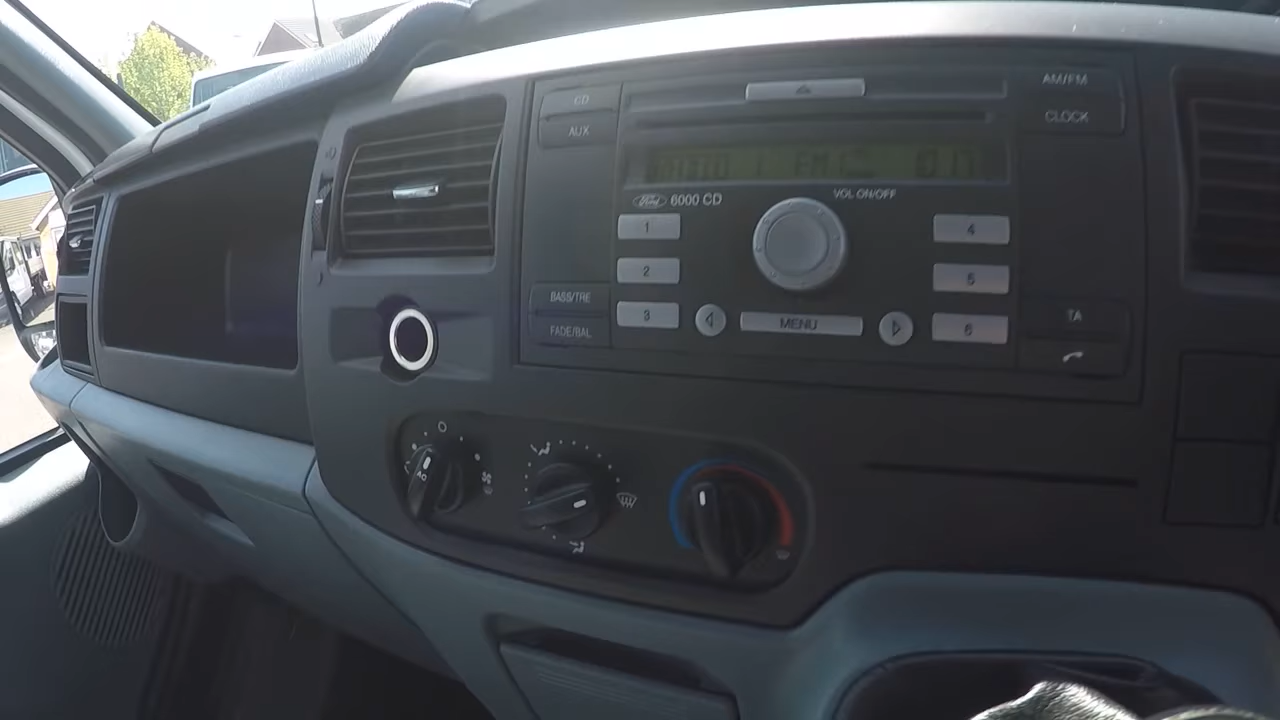 CD
AUX
AM/FM
CLOCK
Ford 6000 CD
VOL ON/OFF
1
2
3
4
5
6
BASS/TRE
FADE/BAL
MENU
TA
AC